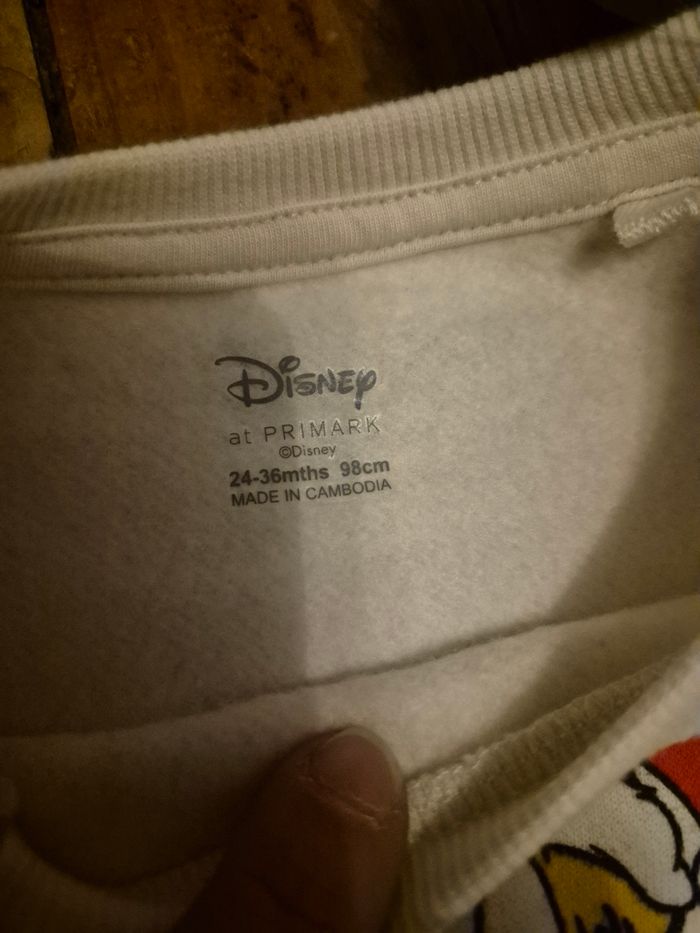 Disney
at PRIMARK
©Disney
24-36mths 98cm
MADE IN CAMBODIA